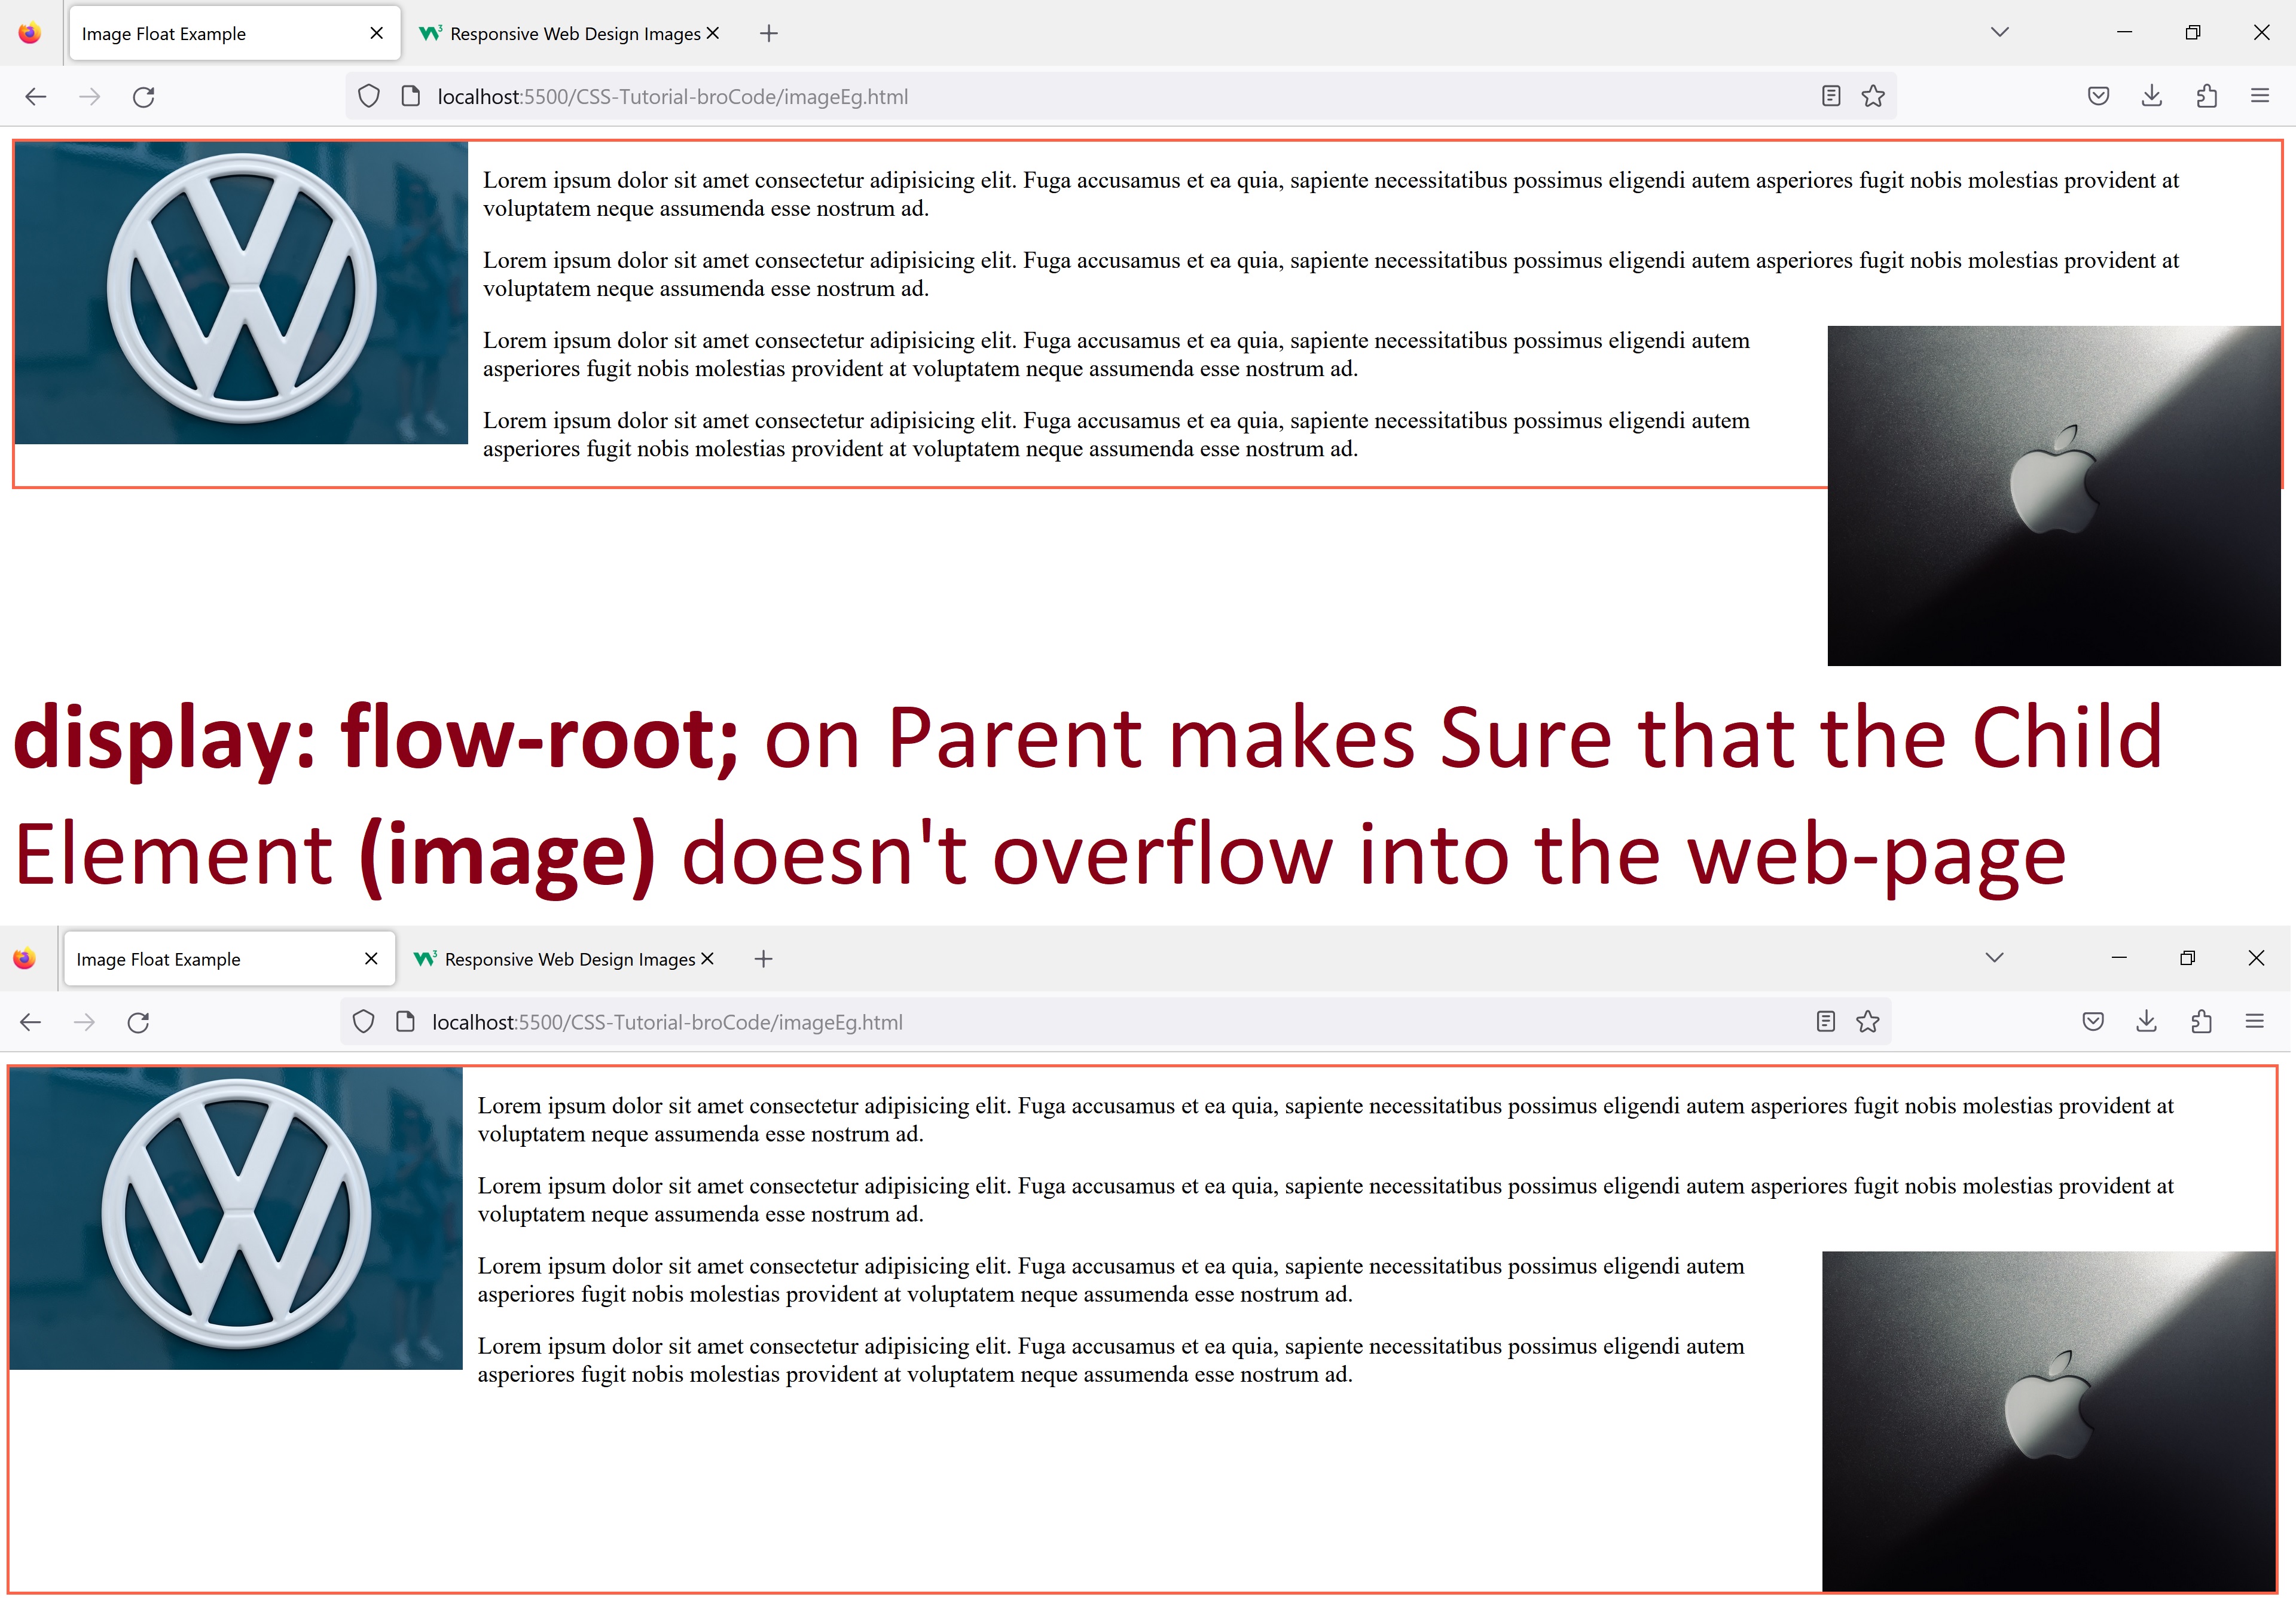 Image Float Example
Responsive Web Design Images
localhost:5500/CSS-Tutorial-broCode/imageEg.html
Lorem ipsum dolor sit amet consectetur adipisicing elit. Fuga accusamus et ea quia, sapiente necessitatibus possimus eligendi autem asperiores fugit nobis molestias provident at
voluptatem neque assumenda esse nostrum ad.
Lorem ipsum dolor sit amet consectetur adipisicing elit. Fuga accusamus et ea quia, sapiente necessitatibus possimus eligendi autem asperiores fugit nobis molestias provident at
voluptatem neque assumenda esse nostrum ad.
Lorem ipsum dolor sit amet consectetur adipisicing elit. Fuga accusamus et ea quia, sapiente necessitatibus possimus eligendi autem
asperiores fugit nobis molestias provident at voluptatem neque assumenda esse nostrum ad.
Lorem ipsum dolor sit amet consectetur adipisicing elit. Fuga accusamus et ea quia, sapiente necessitatibus possimus eligendi autem
asperiores fugit nobis molestias provident at voluptatem neque assumenda esse nostrum ad.
display: flow-root; on Parent makes Sure that the Child
Element (image) doesn't overflow into the web-page
Image Float Example
Responsive Web Design Images
localhost:5500/CSS-Tutorial-broCode/imageEg.html
Lorem ipsum dolor sit amet consectetur adipisicing elit. Fuga accusamus et ea quia, sapiente necessitatibus possimus eligendi autem asperiores fugit nobis molestias provident at
voluptatem neque assumenda esse nostrum ad.
Lorem ipsum dolor sit amet consectetur adipisicing elit. Fuga accusamus et ea quia, sapiente necessitatibus possimus eligendi autem asperiores fugit nobis molestias provident at
voluptatem neque assumenda esse nostrum ad.
Lorem ipsum dolor sit amet consectetur adipisicing elit. Fuga accusamus et ea quia, sapiente necessitatibus possimus eligendi autem
asperiores fugit nobis molestias provident at voluptatem neque assumenda esse nostrum ad.
Lorem ipsum dolor sit amet consectetur adipisicing elit. Fuga accusamus et ea quia, sapiente necessitatibus possimus eligendi autem
asperiores fugit nobis molestias provident at voluptatem neque assumenda esse nostrum ad.